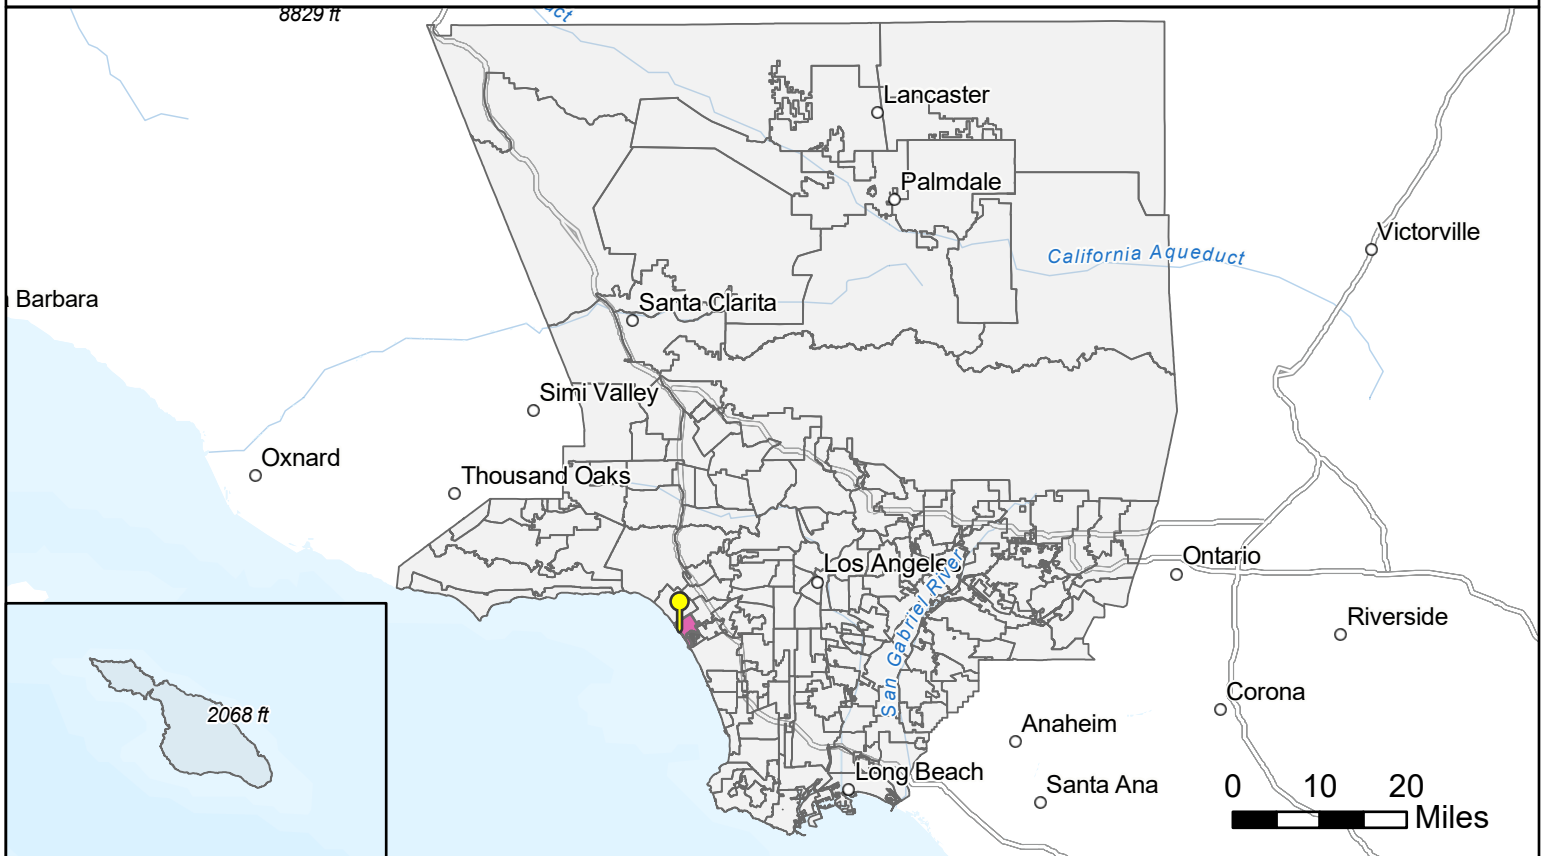 8829 ft
uct
Lancaster
Palmdale
Victorville
California Aqueduct
Barbara
Santa Clarita
Simi Valley
Oxnard
Thousand Oaks
Los Angeles
Ontario
San Gabriel River
Riverside
Corona
2068 ft
Anaheim
Long Beach
Santa Ana
0 10 20
Miles